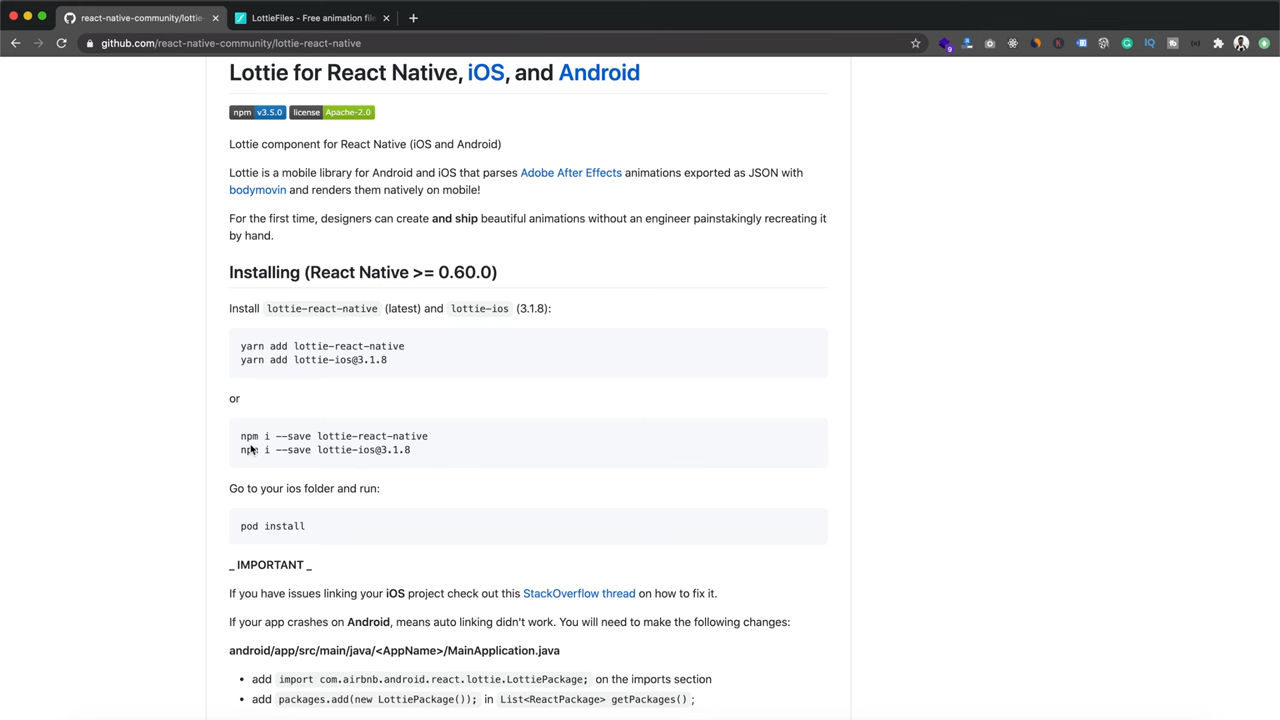 react-native-community/lottie-
LottieFiles - Free animation file
github.com/react-native-community/lottie-react-native
Lottie for React Native, iOS, and Android
npm v3.5.0 license Apache-2.0
Lottie component for React Native (iOS and Android)
Lottie is a mobile library for Android and iOS that parses Adobe After Effects animations exported as JSON with
bodymovin and renders them natively on mobile!
For the first time, designers can create and ship beautiful animations without an engineer painstakingly recreating it
by hand.
Installing (React Native >= 0.60.0)
Install lottie-react-native (latest) and lottie-ios (3.1.8):
yarn add lottie-react-native
yarn add lottie-ios@3.1.8
or
npm i --save lottie-react-native
npm i --save lottie-ios@3.1.8
Go to your ios folder and run:
pod install
_ IMPORTANT _
If you have issues linking your iOS project check out this StackOverflow thread on how to fix it.
If your app crashes on Android, means auto linking didn't work. You will need to make the following changes:
android/app/src/main/java/<AppName>/MainApplication.java
• add import com.airbnb.android.react.lottie.LottiePackage; on the imports section
• add packages.add(new LottiePackage()); in List<ReactPackage> getPackages() ;